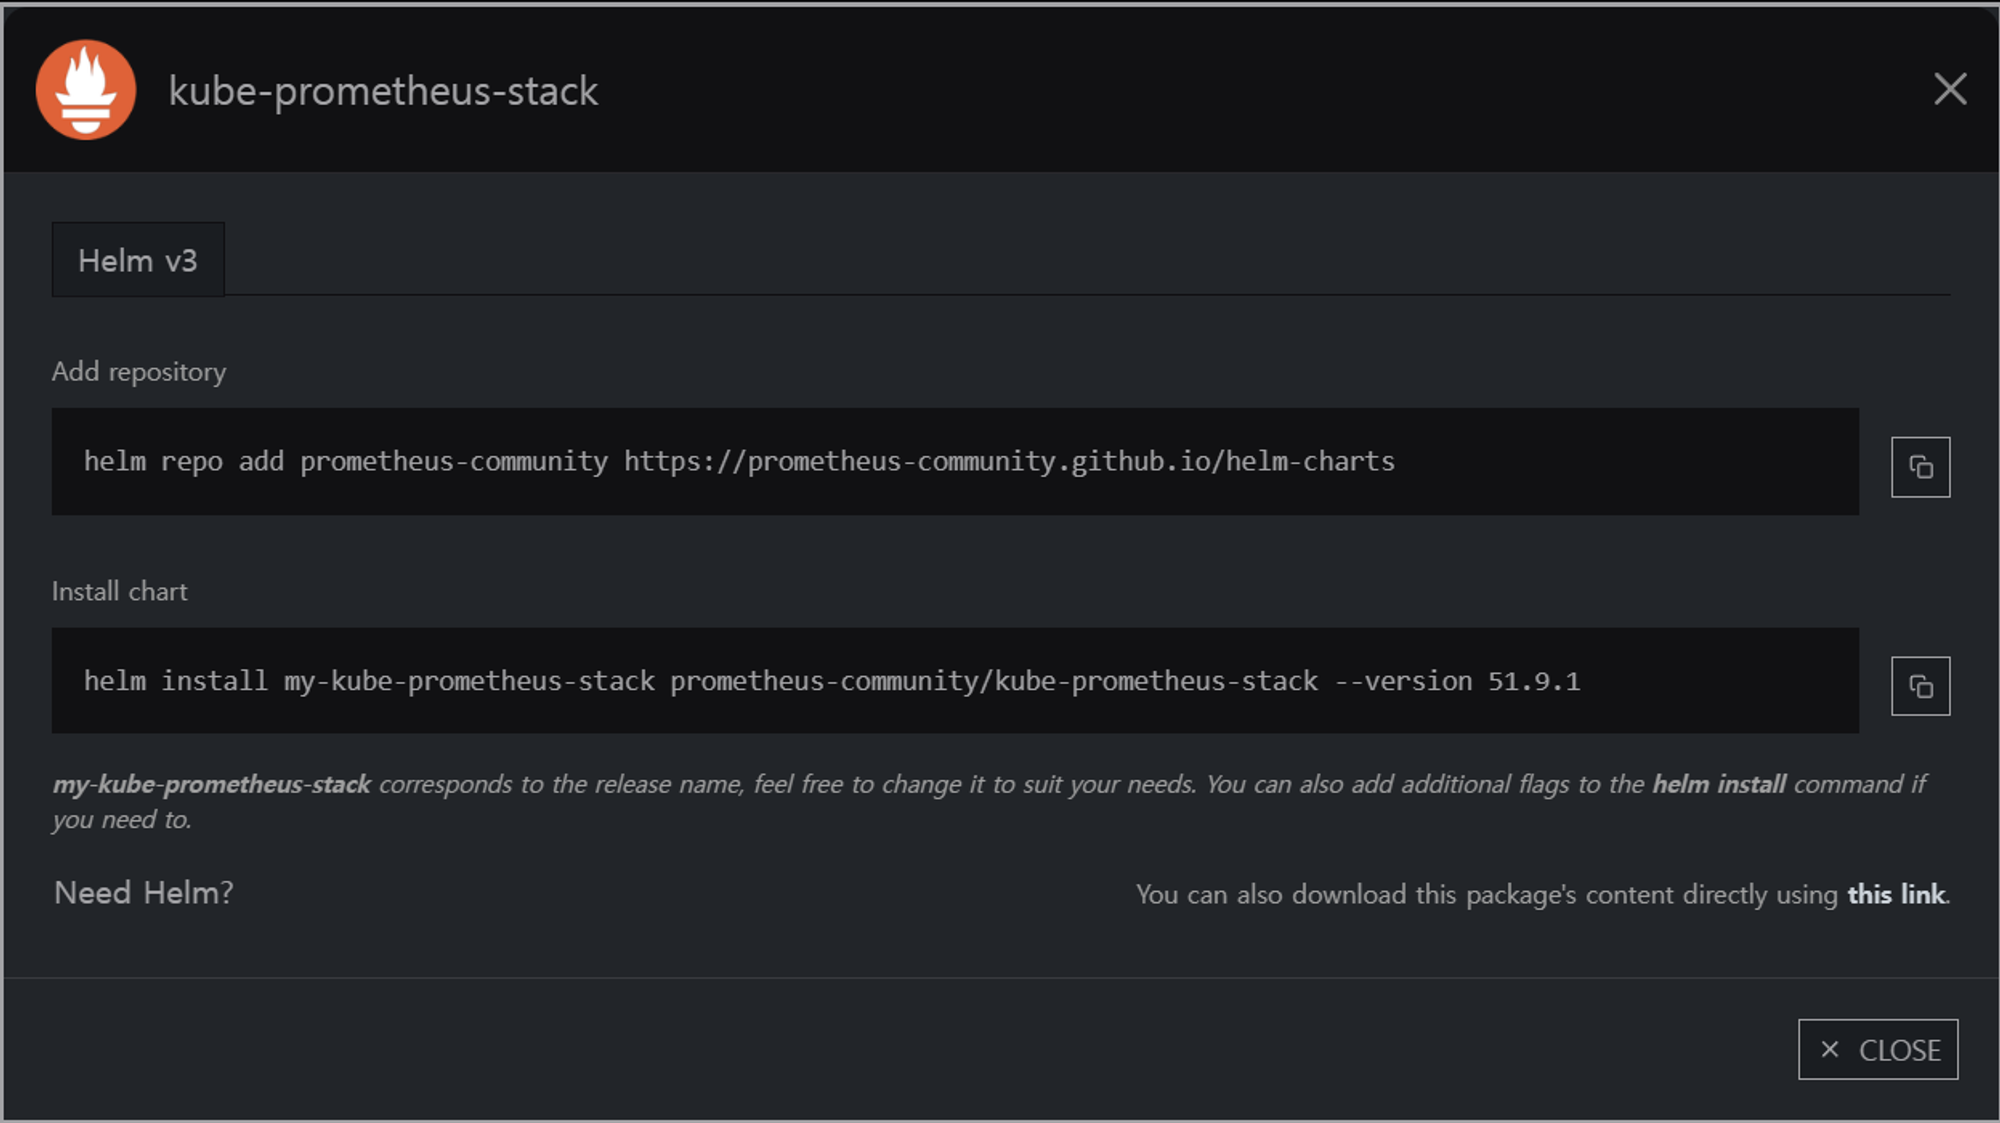 kube-prometheus-stack
Helm v3
Add repository
helm repo add prometheus-community https://prometheus-community.github.io/helm-charts
Install chart
helm install my-kube-prometheus-stack prometheus-community/kube-prometheus-stack --version 51.9.1
my-kube-prometheus-stack corresponds to the release name, feel free to change it to suit your needs. You can also add additional flags to the helm install command if
you need to.
Need Helm?
You can also download this package's content directly using this link.
CLOSE